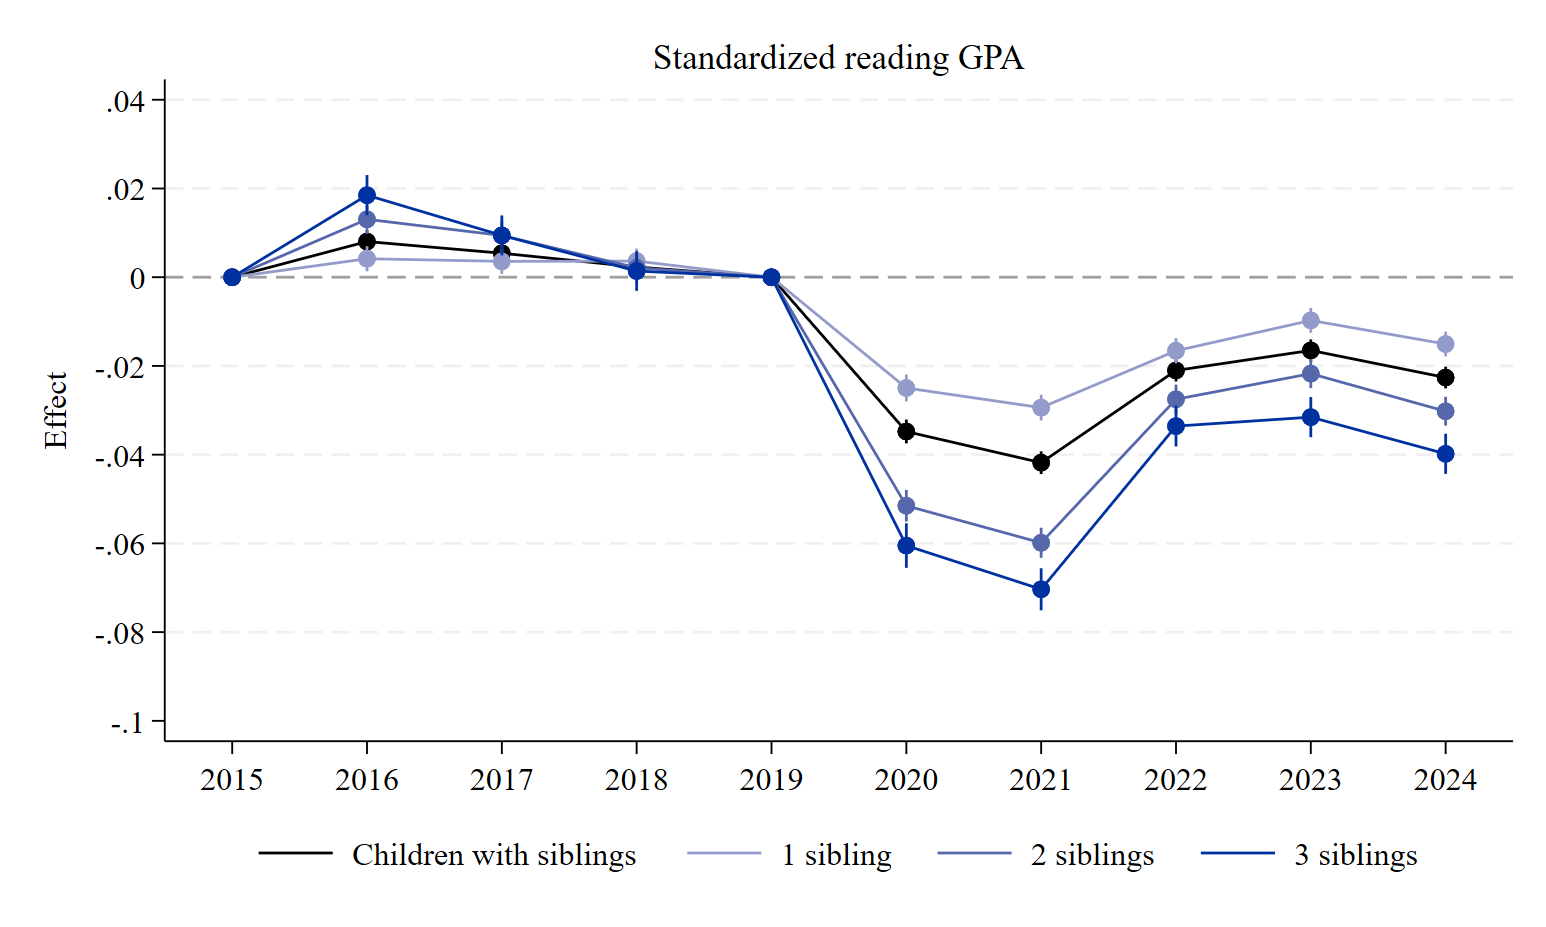 Standardized reading GPA
.04
.02
0
-.02
-.04
-.06
-.08
-.1
Effect
2015 2016 2017 2018 2019 2020 2021 2022 2023 2024
Children with siblings 1 sibling 2 siblings 3 siblings